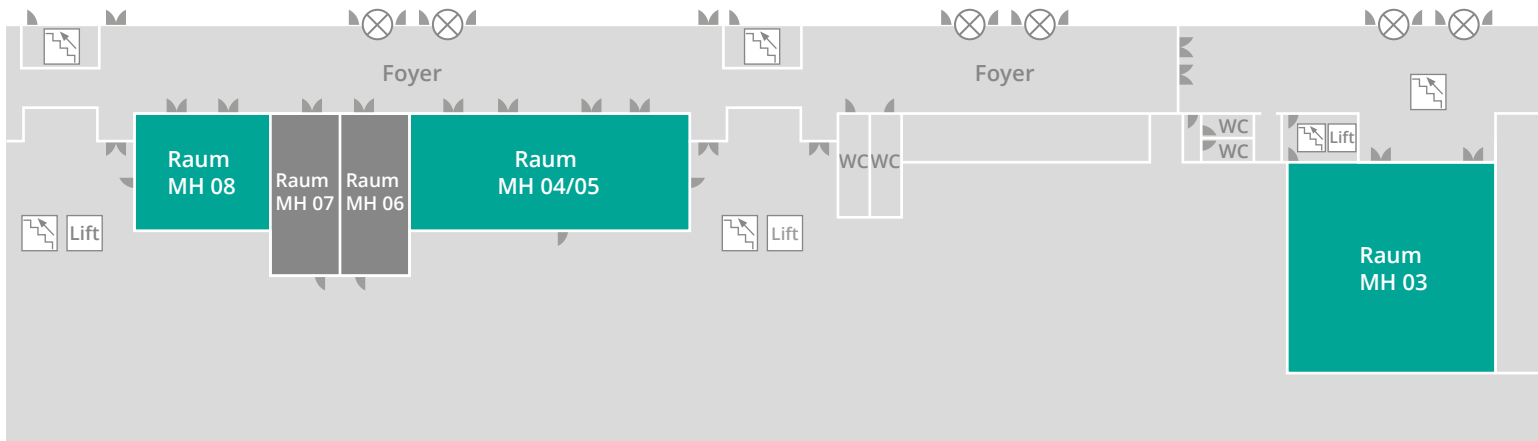 Foyer
Foyer
WC
WC
Lift
Raum
MH 08
Raum
MH 07
Raum
MH 06
Raum
MH 04/05
WC
WC
Lift
Lift
Raum
MH 03